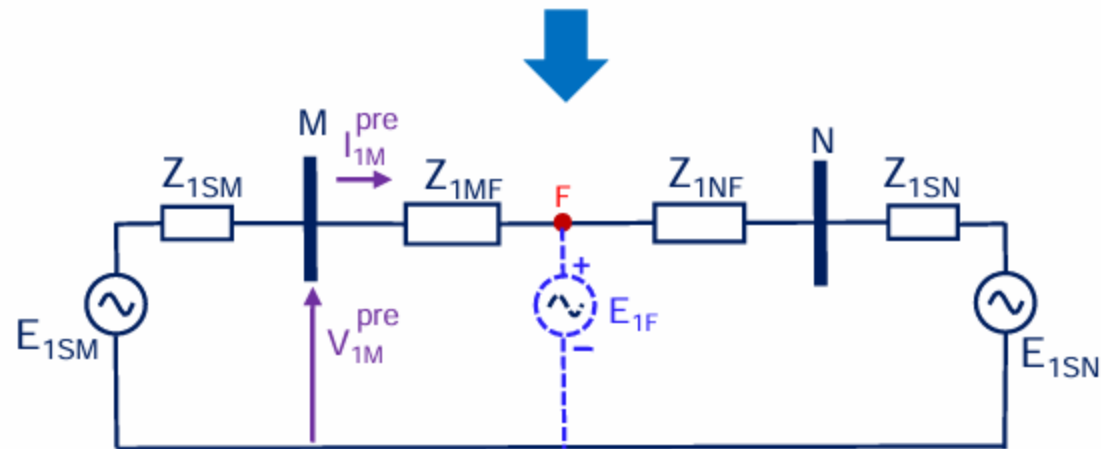 M
I1M^pre
N
Z1SM
Z1MF
F
Z1NF
Z1SN
+
E1F
−
E1SM
V1M^pre
E1SN